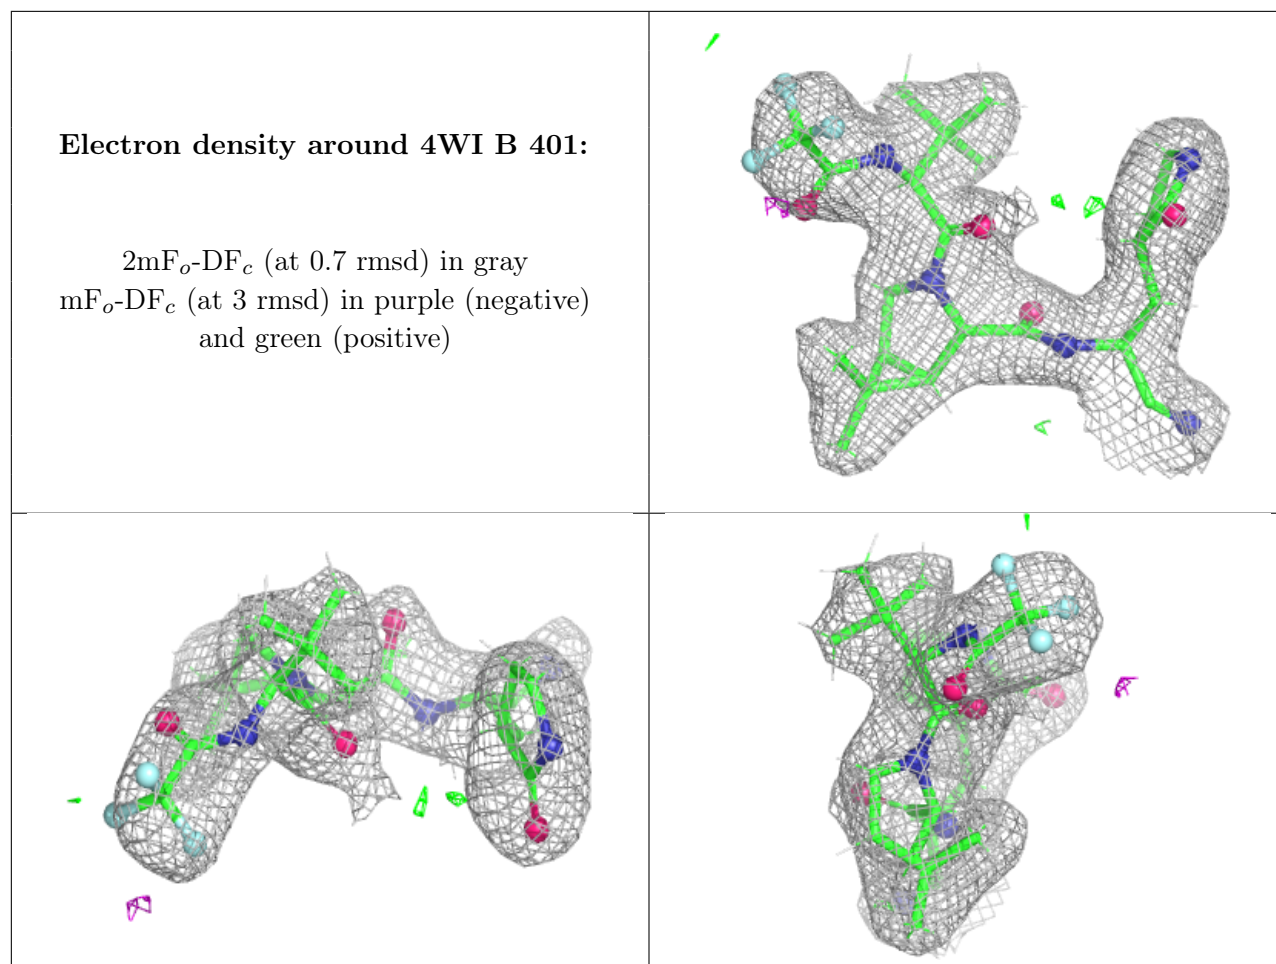 Electron density around 4WI B 401:
2mFo-DFc (at 0.7 rmsd) in gray
mFo-DFc (at 3 rmsd) in purple (negative)
and green (positive)